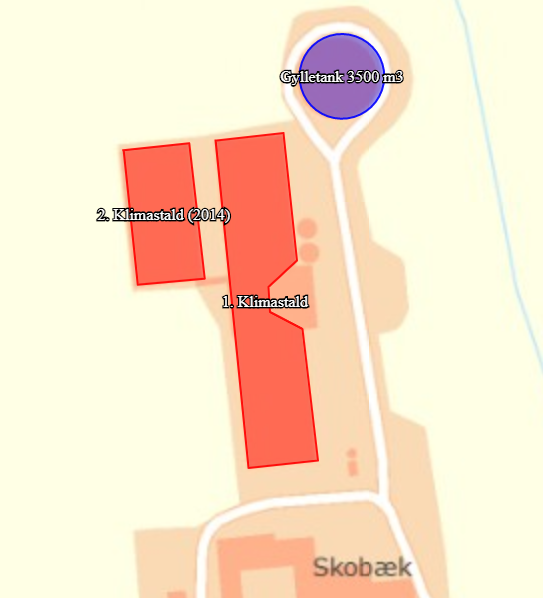 Gylletank 3500 m3
2. Klimastald (2014)
1. Klimastald
Skobæk